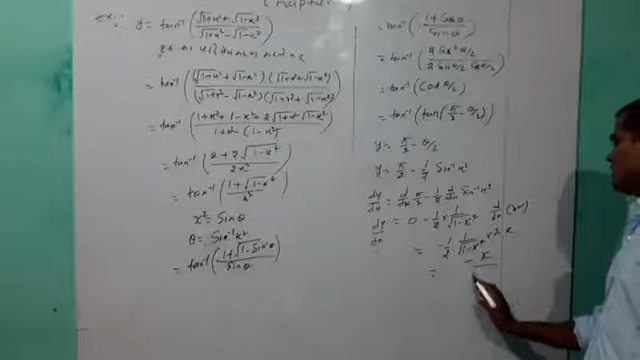 Chapter
Ex: y = tan⁻¹ (√1+x² + √1-x² / √1+x² - √1-x²)
= tan⁻¹ ((√1+x² + √1-x²) (√1+x² + √1-x²) / (√1+x² - √1-x²) (√1+x² + √1-x²))
= tan⁻¹ (1+x² + 1-x² + 2√1+x² √1-x² / 1+x² - (1-x²))
= tan⁻¹ (2 + 2√1-x⁴ / 2x²)
= tan⁻¹ (1+√1-x⁴ / x²)
x² = Sinθ
θ = Sin⁻¹x²
= tan⁻¹ (1+√1-Sin²θ / Sinθ)
= tan⁻¹ (1+Cosθ / Sinθ)
= tan⁻¹ (2 Cos²θ/2 / 2 Sinθ/2 Cosθ/2)
= tan⁻¹ (Cotθ/2)
= tan⁻¹ (tan(π/2 - θ/2))
y = π/2 - θ/2
y = π/2 - 1/2 Sin⁻¹x²
dy/dx = d/dx π/2 - 1/2 d/dx Sin⁻¹x²
dy/dx = 0 - 1/2 × 1/√1-x⁴ d/dx (x²)
= -1/2 1/√1-x⁴ × 2x
= - x